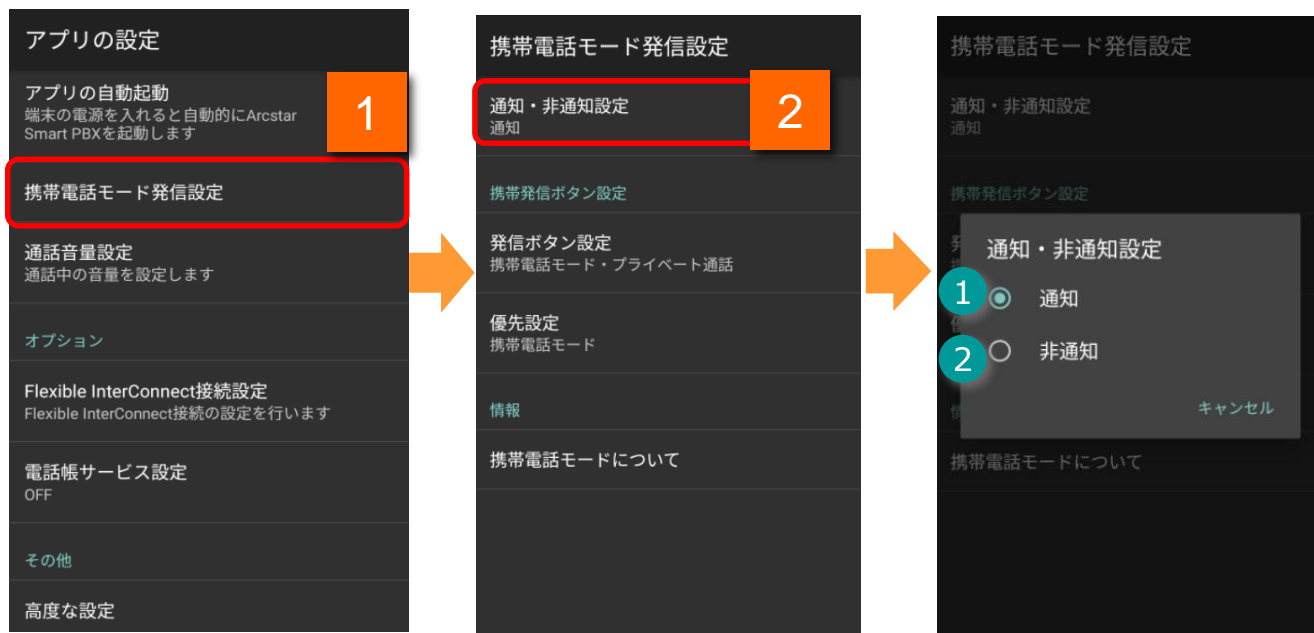 アプリの設定
アプリの自動起動
端末の電源を入れると自動的にArcstar
Smart PBXを起動します
1
携帯電話モード発信設定
通話音量設定
通話中の音量を設定します
オプション
Flexible InterConnect接続設定
Flexible InterConnect接続の設定を行います
電話帳サービス設定
OFF
その他
高度な設定
携帯電話モード発信設定
通知・非通知設定
通知
2
携帯発信ボタン設定
発信ボタン設定
携帯電話モード・プライベート通話
優先設定
携帯電話モード
情報
携帯電話モードについて
携帯電話モード発信設定
通知・非通知設定
通知
携帯発信ボタン設定
通知・非通知設定
1 通知
2 非通知
キャンセル
携帯電話モードについて